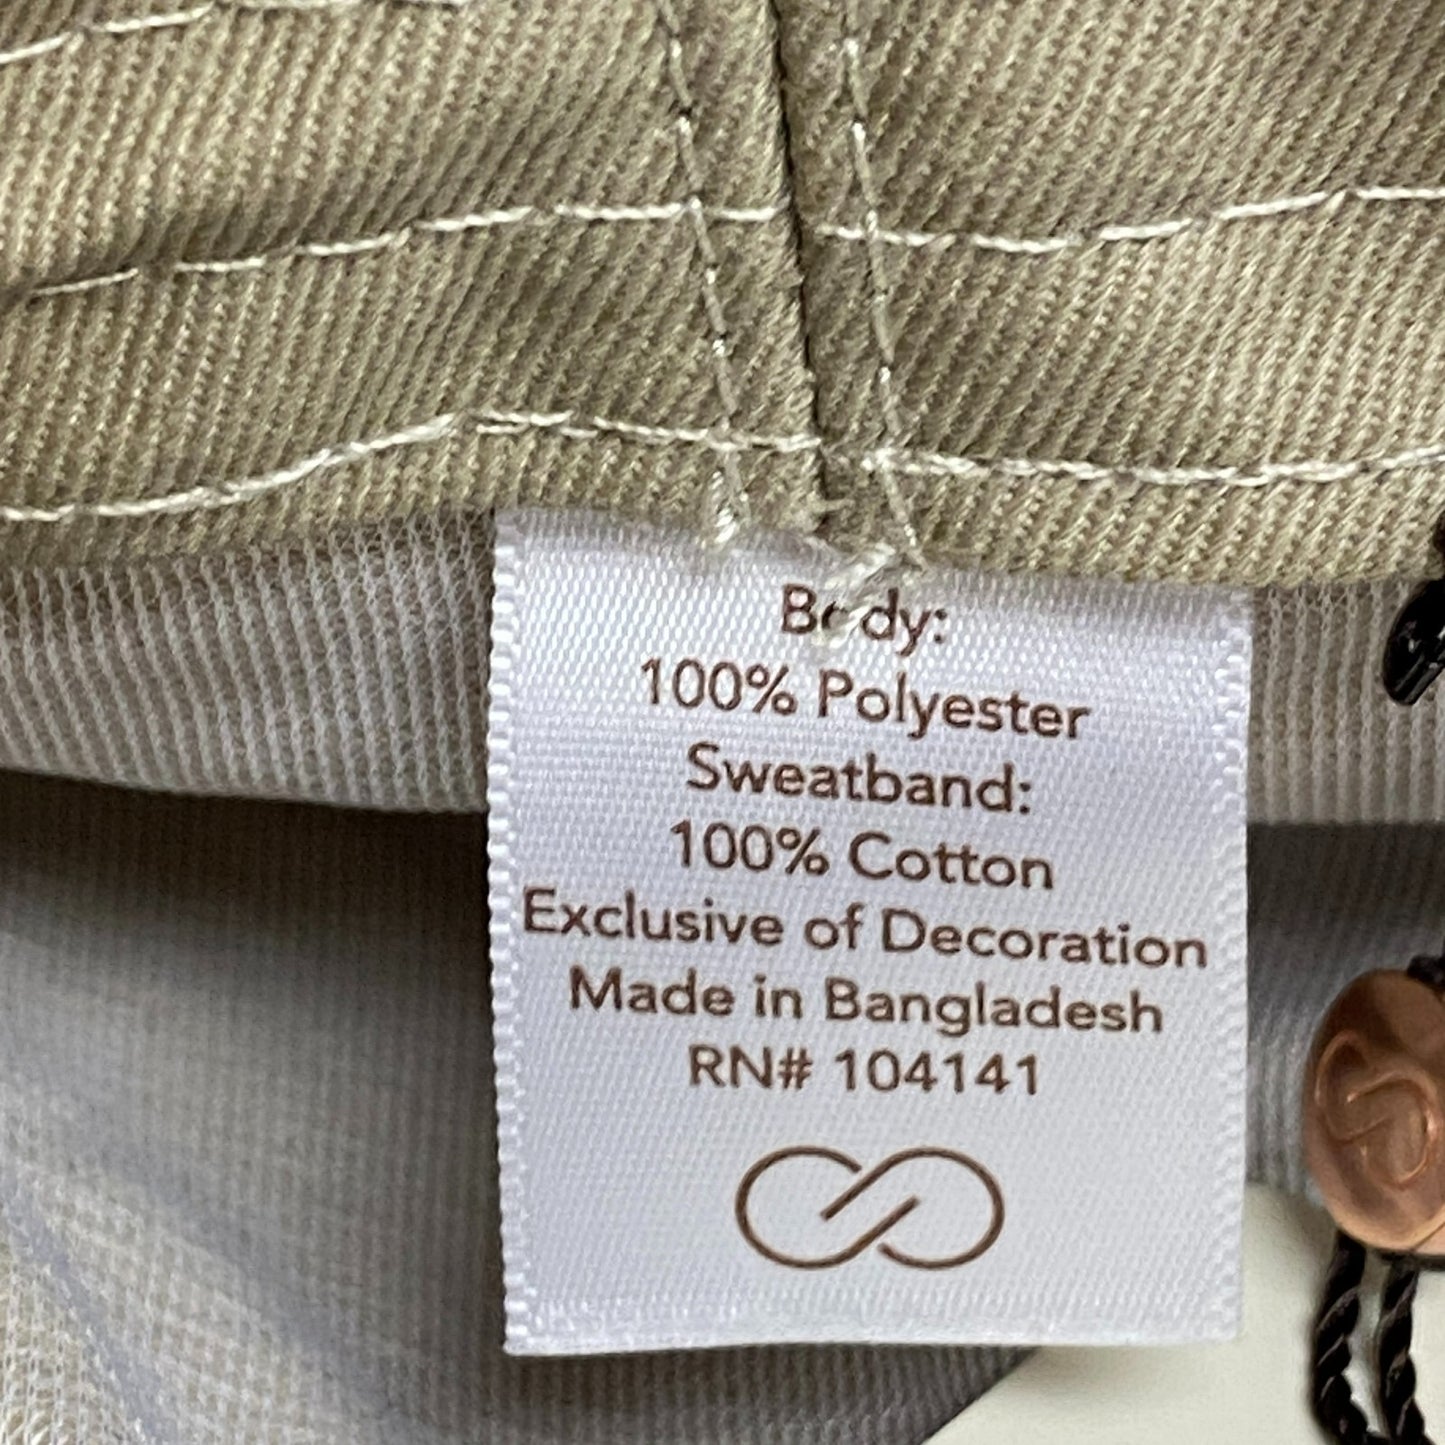 Body:
100% Polyester
Sweatband:
100% Cotton
Exclusive of Decoration
Made in Bangladesh
RN# 104141